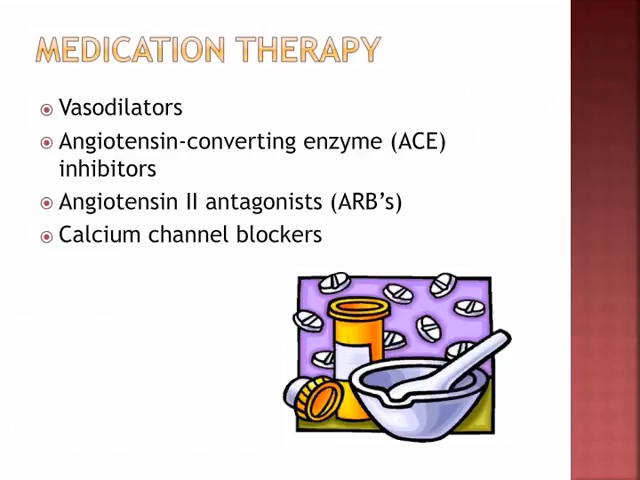 MEDICATION THERAPY
Vasodilators
Angiotensin-converting enzyme (ACE)
inhibitors
Angiotensin II antagonists (ARB's)
Calcium channel blockers